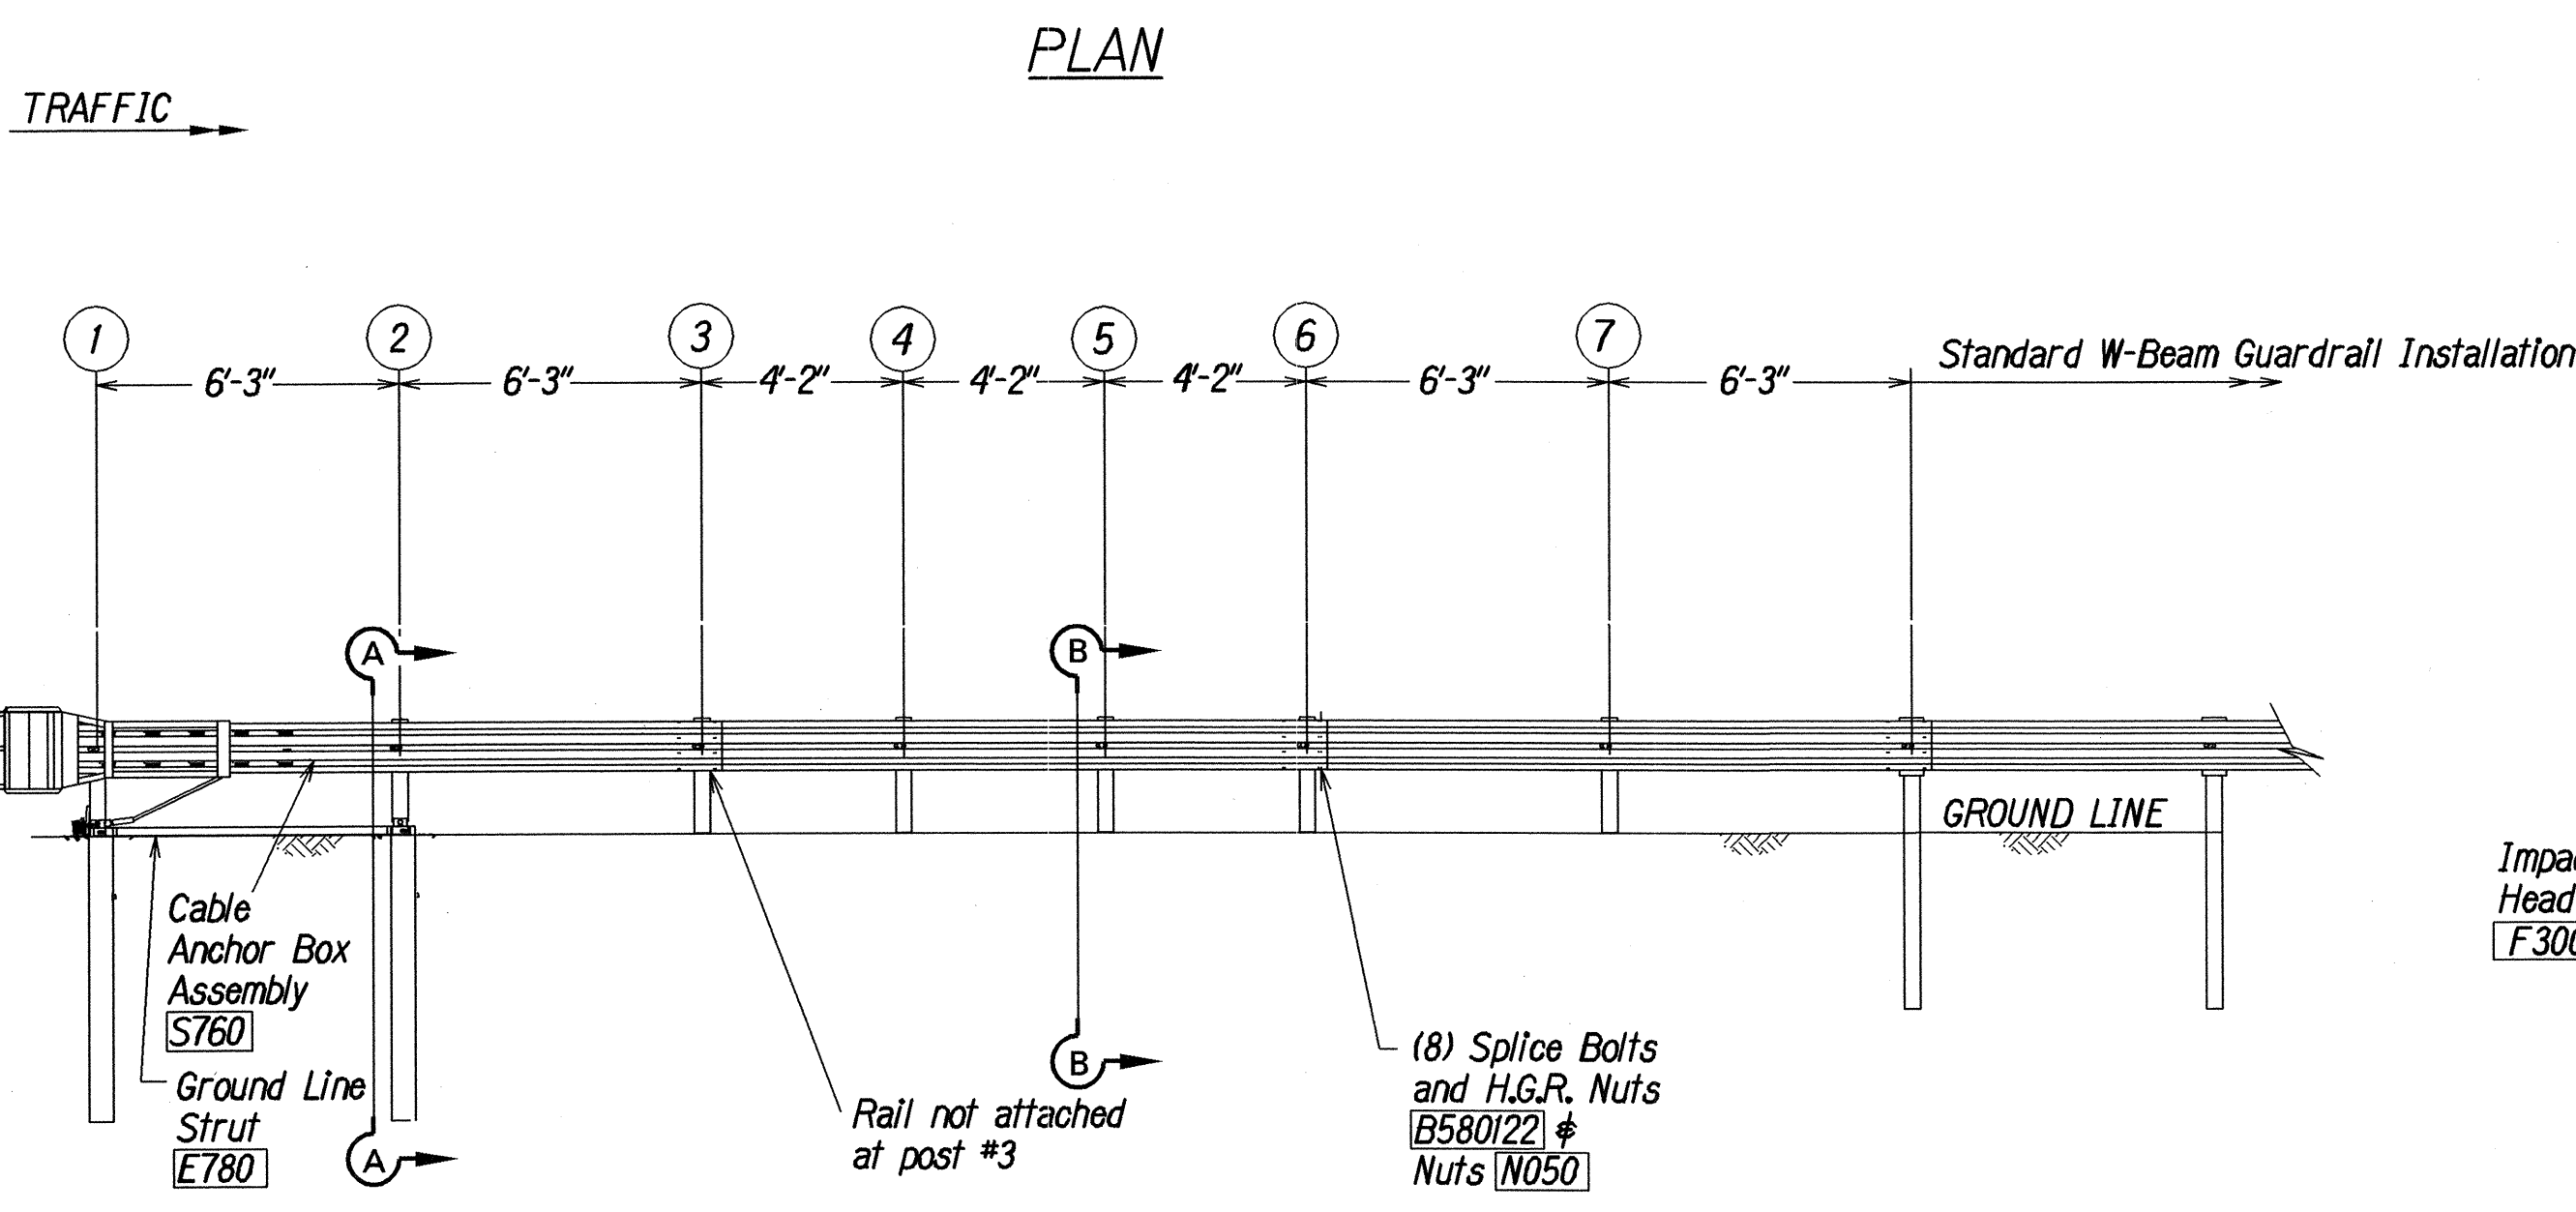 PLAN
TRAFFIC
1 2 3 4 5 6 7
Standard W-Beam Guardrail Installation
6'-3" 6'-3" 4'-2" 4'-2" 4'-2" 6'-3" 6'-3"
A B
GROUND LINE
Cable
Anchor Box
Assembly
S760
Ground Line
Strut
E780
A
B
Rail not attached
at post #3
(8) Splice Bolts
and H.G.R. Nuts
B580122 &
Nuts N050
Head